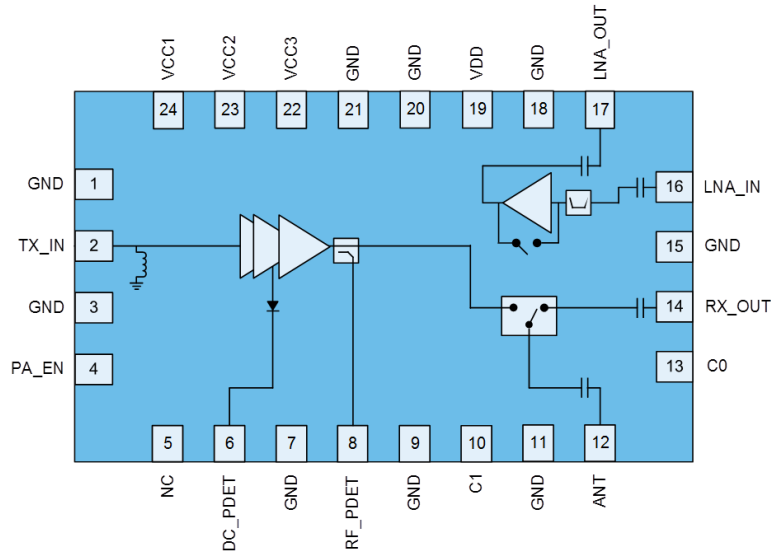 VCC1
VCC2
VCC3
GND
GND
VDD
GND
LNA_OUT
24
23
22
21
20
19
18
17
GND 1
16 LNA_IN
TX_IN 2
15 GND
GND 3
14 RX_OUT
PA_EN 4
13 C0
5
6
7
8
9
10
11
12
NC
DC_PDET
GND
RF_PDET
GND
C1
GND
ANT